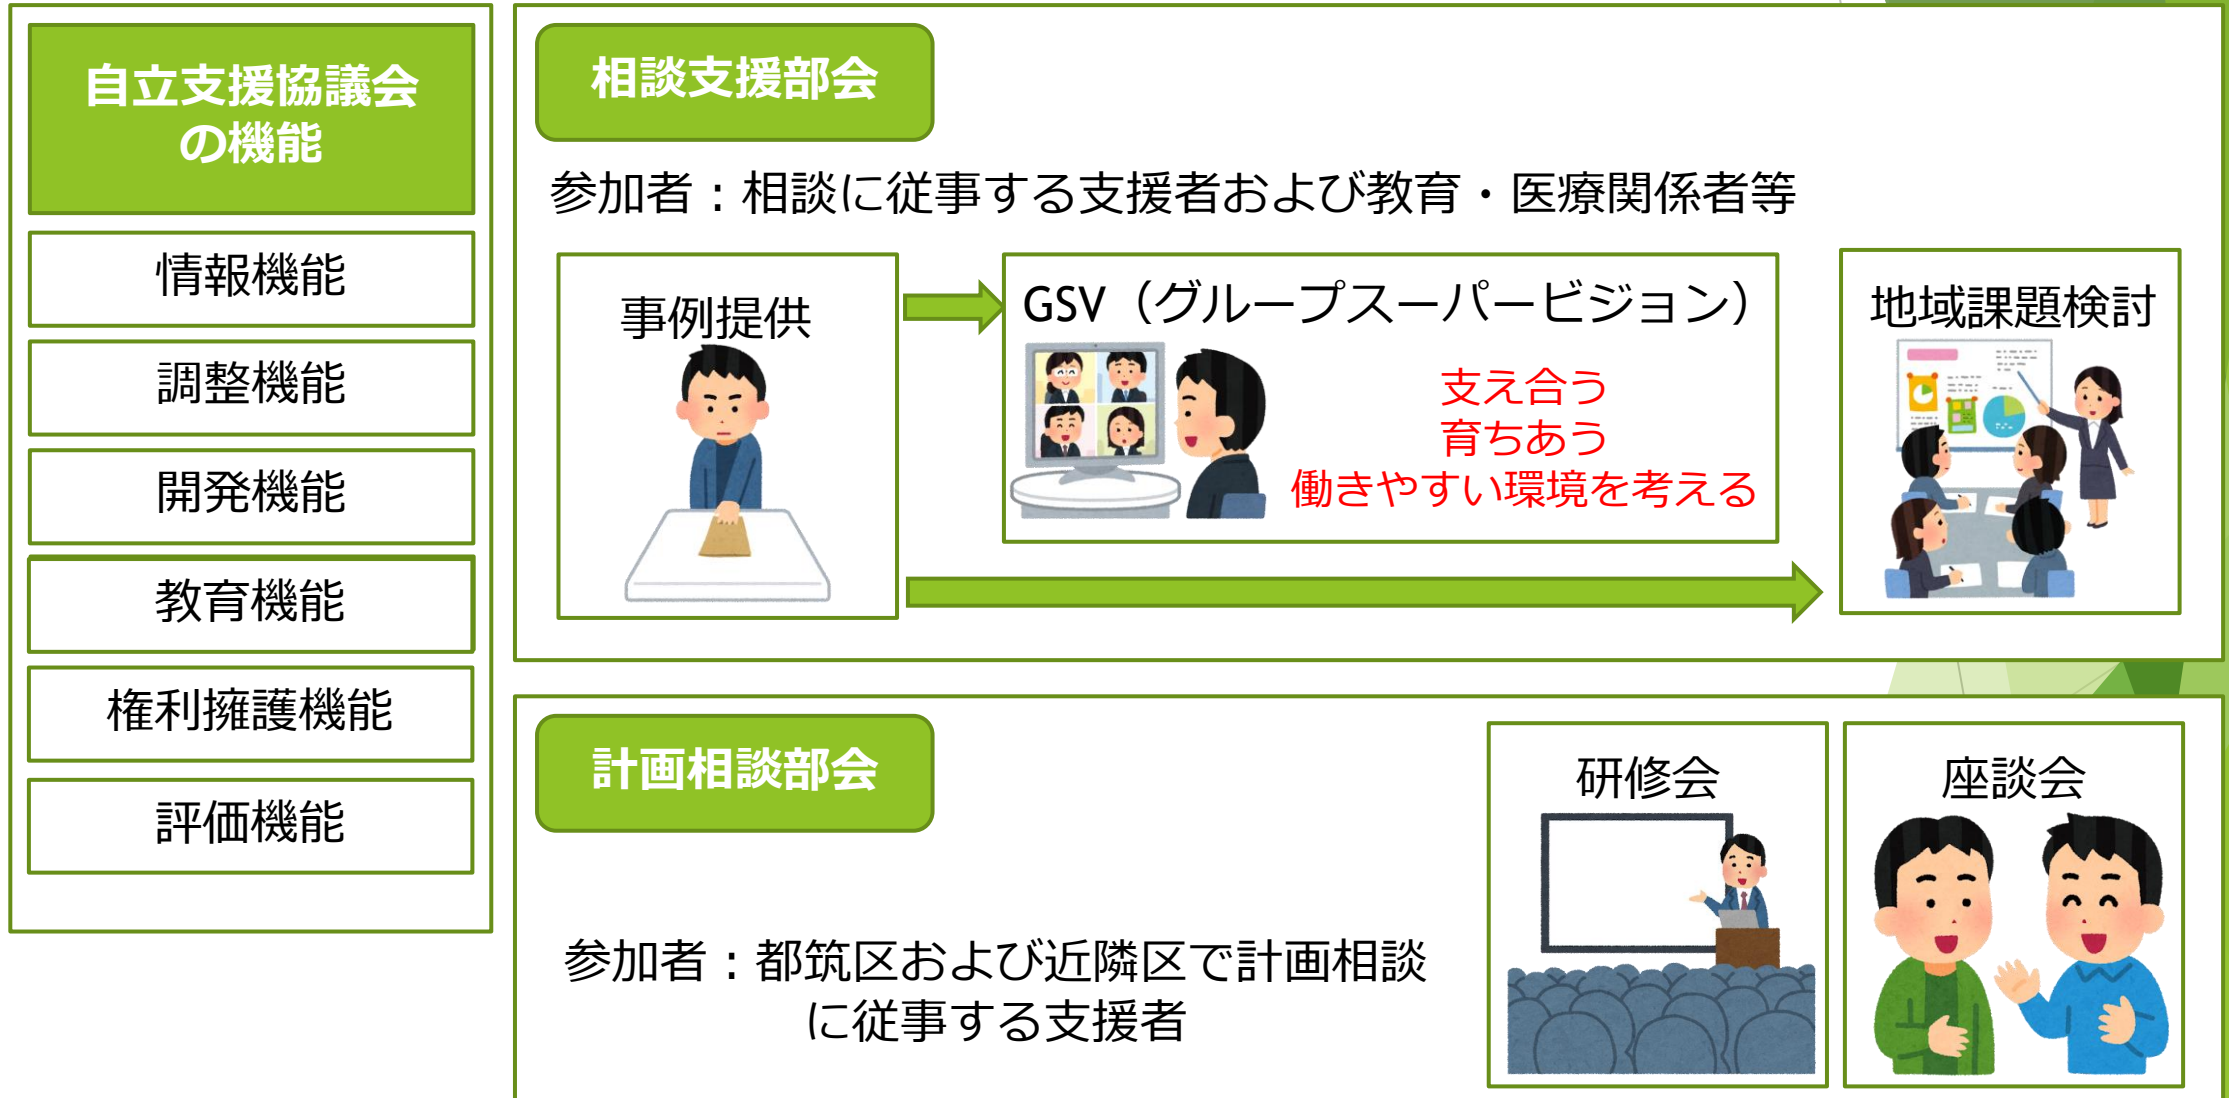 自立支援協議会
の機能
情報機能
調整機能
開発機能
教育機能
権利擁護機能
評価機能
相談支援部会
参加者：相談に従事する支援者および教育・医療関係者等
事例提供
GSV（グループスーパービジョン）
支え合う
育ちあう
働きやすい環境を考える
地域課題検討
計画相談部会
参加者：都筑区および近隣区で計画相談
に従事する支援者
研修会
座談会